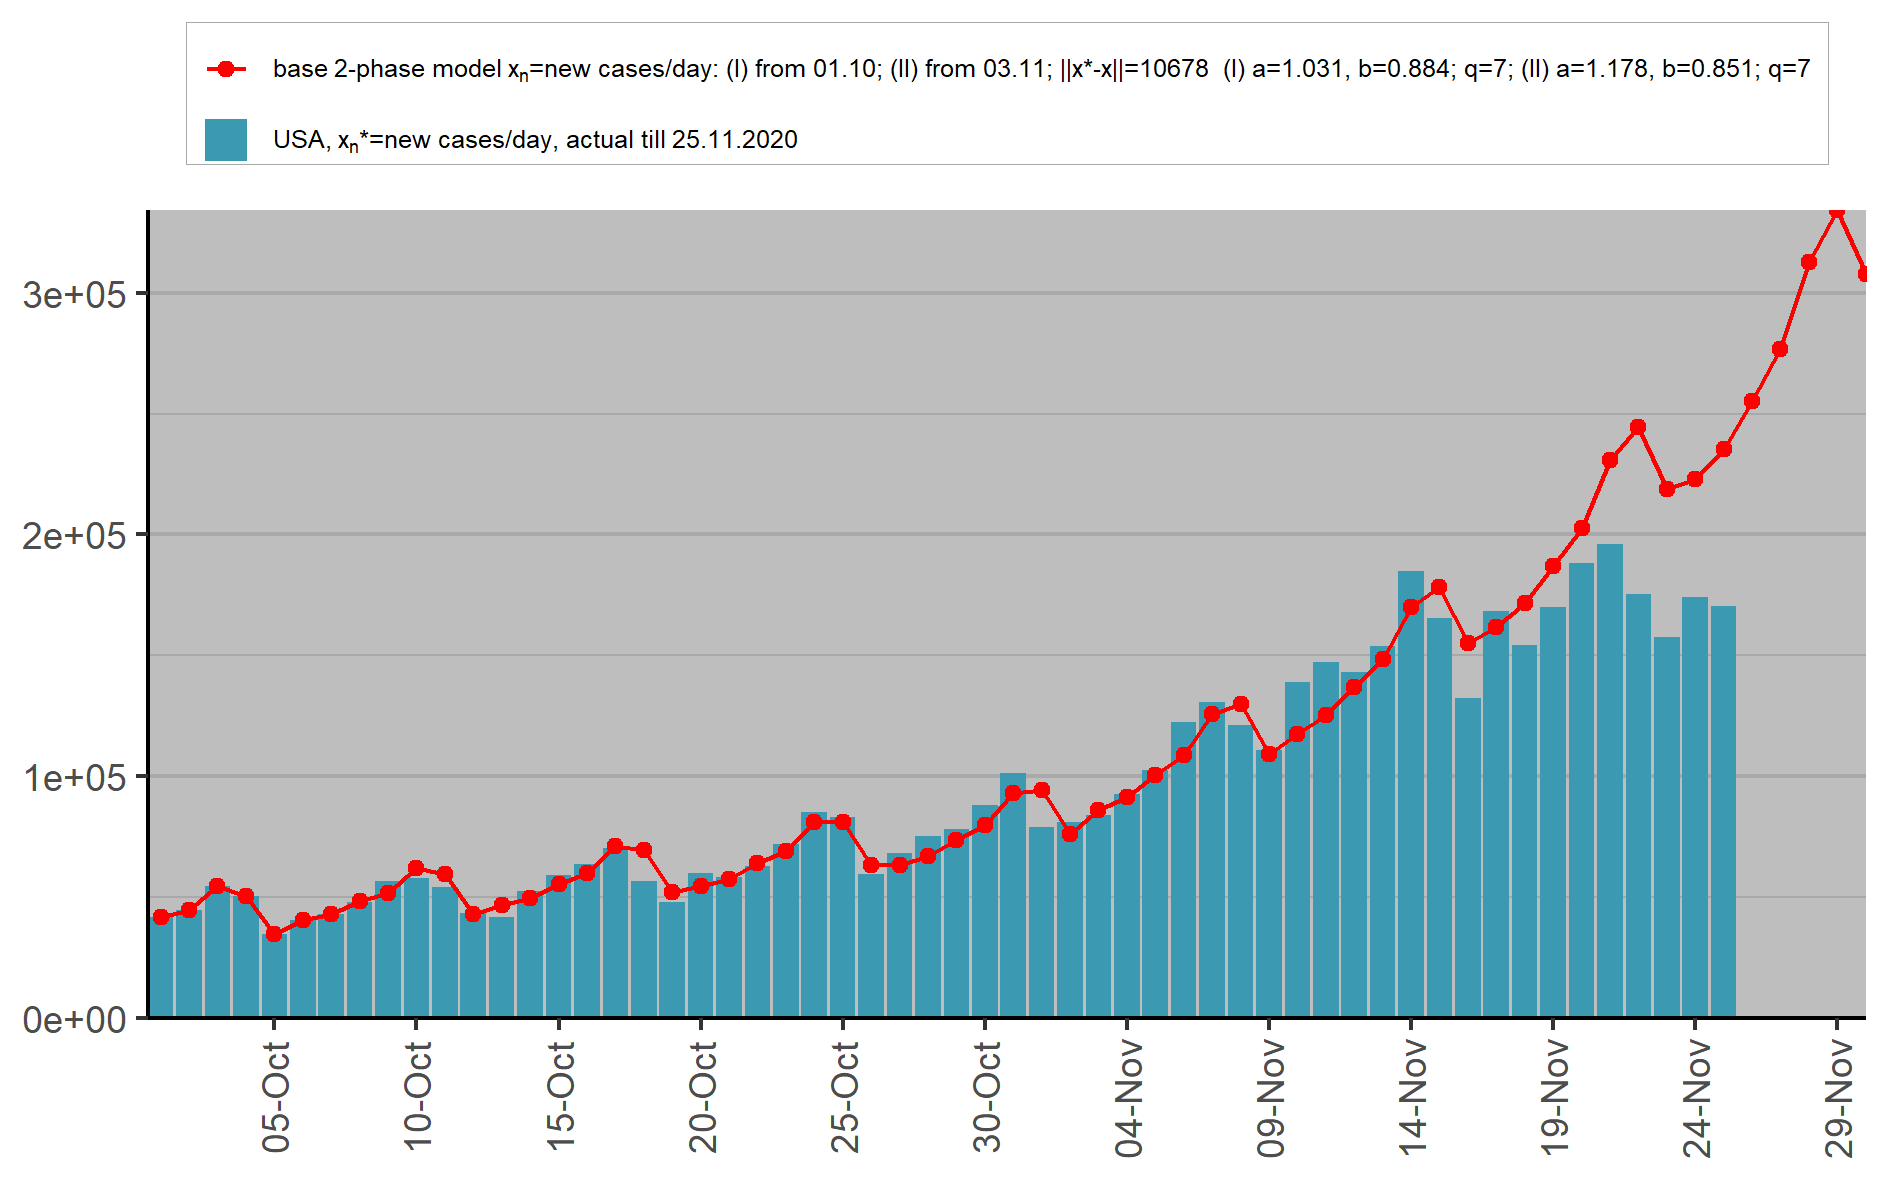 base 2-phase model xₙ=new cases/day: (I) from 01.10; (II) from 03.11; ||x*-x||=10678  (I) a=1.031, b=0.884; q=7; (II) a=1.178, b=0.851; q=7
USA, xₙ*=new cases/day, actual till 25.11.2020
3e+05
2e+05
1e+05
0e+00
05-Oct
10-Oct
15-Oct
20-Oct
25-Oct
30-Oct
04-Nov
09-Nov
14-Nov
19-Nov
24-Nov
29-Nov